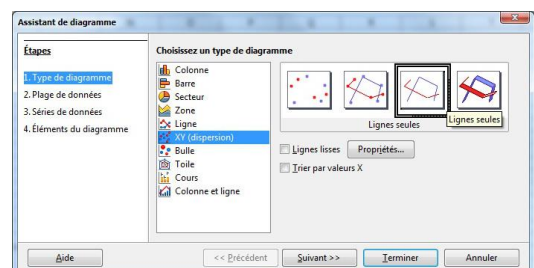 Assistant de diagramme
Étapes
1. Type de diagramme
2. Plage de données
3. Séries de données
4. Éléments du diagramme
Choisissez un type de diagramme
Colonne
Barre
Secteur
Zone
Ligne
XY (dispersion)
Bulle
Toile
Cours
Colonne et ligne
Lignes seules
Lignes seules
Lignes lisses
Propriétés...
Trier par valeurs X
Aide
<< Précédent
Suivant >>
Terminer
Annuler